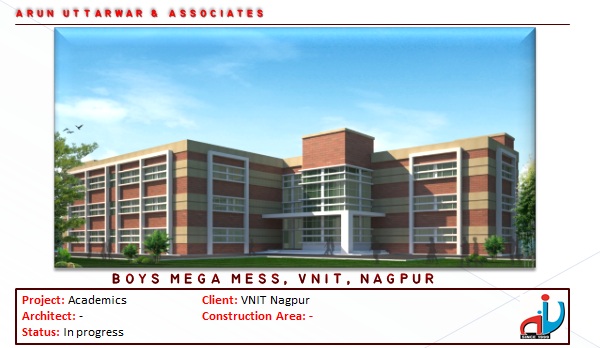 ARUN UTTARWAR & ASSOCIATES
BOYS MEGA MESS, VNIT, NAGPUR
Project: Academics Client: VNIT Nagpur
Architect: - Construction Area: -
Status: In progress